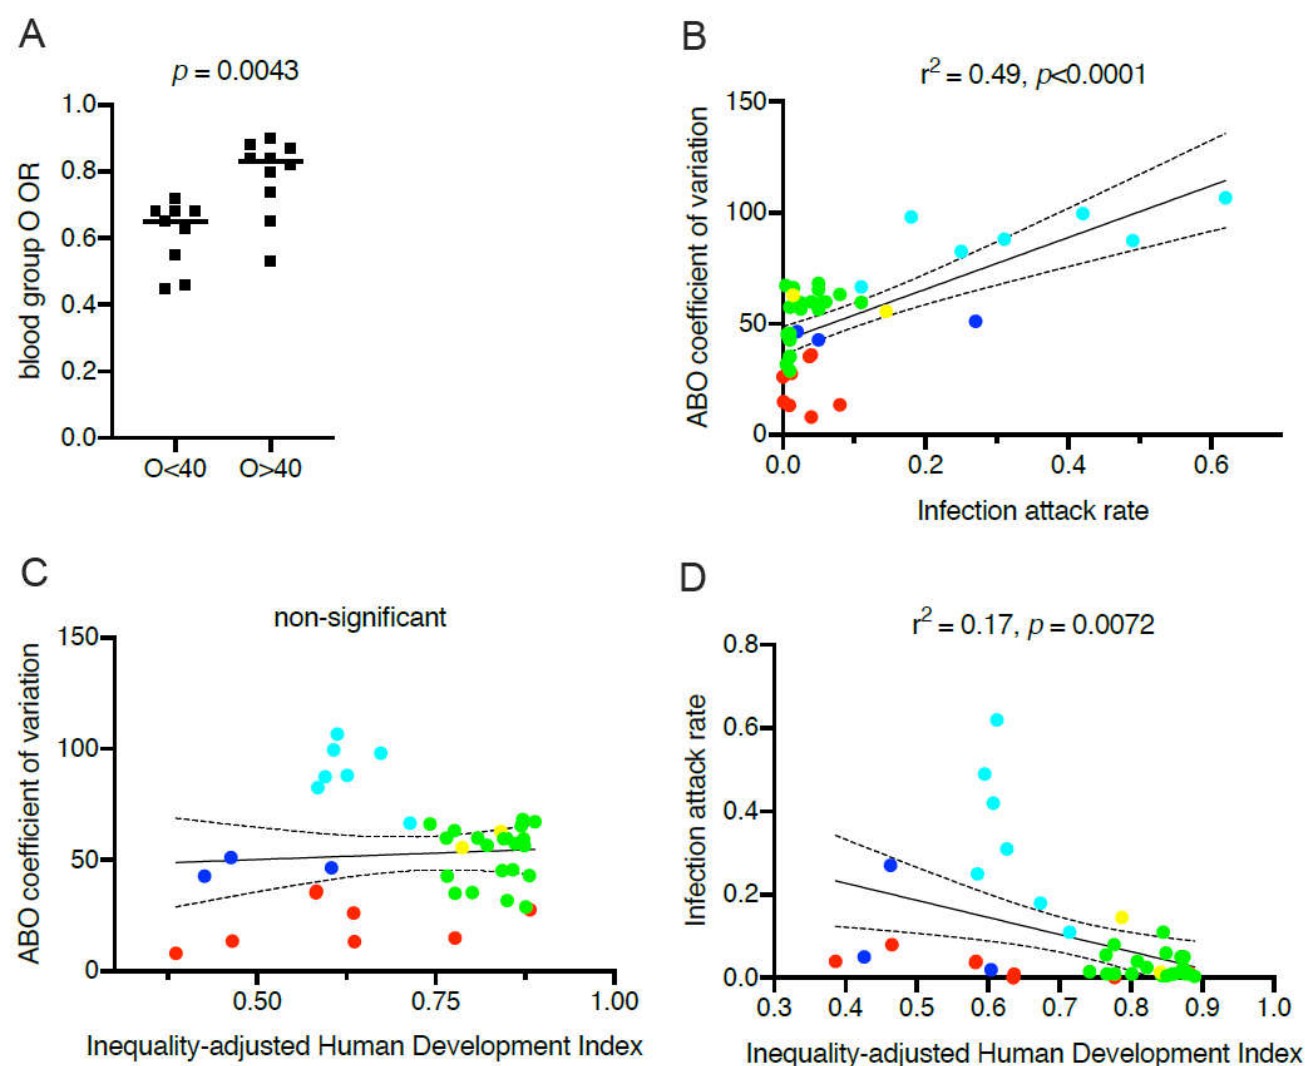 A
p = 0.0043
1.0
0.8
0.6
0.4
0.2
0.0
blood group O OR
O<40 O>40
B
r² = 0.49, p<0.0001
150
100
50
0
ABO coefficient of variation
0.0 0.2 0.4 0.6
Infection attack rate
C
non-significant
150
100
50
0
ABO coefficient of variation
0.50 0.75 1.00
Inequality-adjusted Human Development Index
D
r² = 0.17, p = 0.0072
0.8
0.6
0.4
0.2
0.0
Infection attack rate
0.3 0.4 0.5 0.6 0.7 0.8 0.9 1.0
Inequality-adjusted Human Development Index